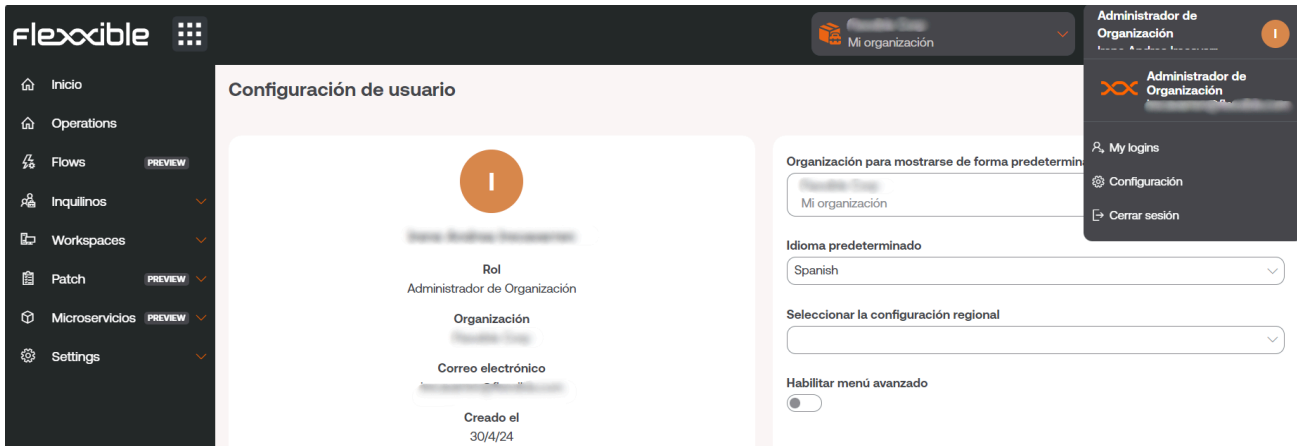 Flexxible
Mi organización
Administrador de
Organización
I
Administrador de
Organización
My logins
Configuración
Cerrar sesión
Inicio
Operations
Flows PREVIEW
Inquilinos
Workspaces
Patch PREVIEW
Microservicios PREVIEW
Settings
Configuración de usuario
I
Rol
Administrador de Organización
Organización
Correo electrónico
Creado el
30/4/24
Organización para mostrarse de forma
Mi organización
Idioma predeterminado
Spanish
Seleccionar la configuración regional
Habilitar menú avanzado